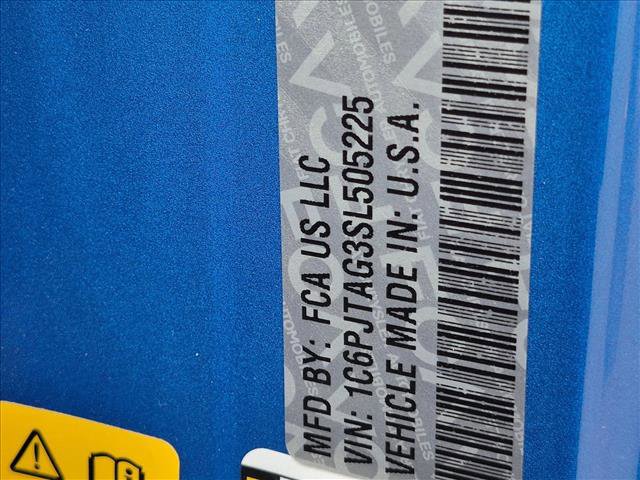 MFD BY: FCA US LLC
VIN: 1C6PJTAG3SL505225
VEHICLE MADE IN: U.S.A.